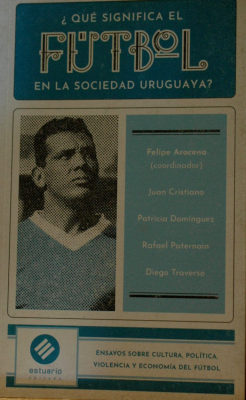 ¿QUÉ SIGNIFICA EL
FÚTBOL
EN LA SOCIEDAD URUGUAYA?
Felipe Arocena
(coordinador)
Juan Cristiano
Patricia Domínguez
Rafael Paternain
Diego Traverso
estuario
editora
ENSAYOS SOBRE CULTURA, POLÍTICA,
VIOLENCIA Y ECONOMÍA DEL FÚTBOL